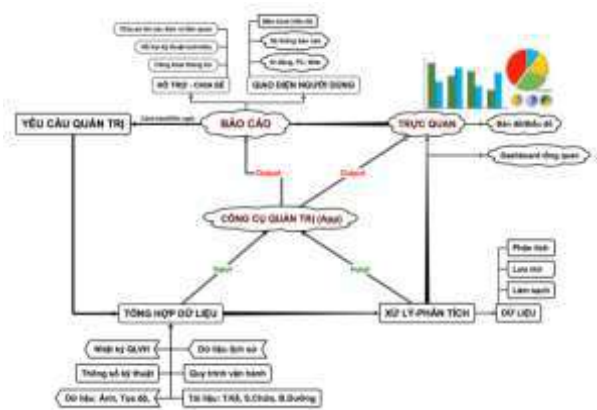 HỖ TRỢ - CHIA SẺ
GIAO DIỆN NGƯỜI DÙNG
YÊU CẦU QUẢN TRỊ
BÁO CÁO
TRỰC QUAN
Bản đồ/Biểu đồ
Dashboard tổng quan
Output
Output
CÔNG CỤ QUẢN TRỊ (App)
Input
Input
Phân tích
Lưu trữ
Làm sạch
TỔNG HỢP DỮ LIỆU
XỬ LÝ-PHÂN TÍCH
DỮ LIỆU
Nhật ký QLVH
Dữ liệu lịch sử
Thông số kỹ thuật
Quy trình vận hành
Dữ liệu: Ảnh, Tọa độ,
Tài liệu: T.Kế, S.Chữa, B.Dưỡng